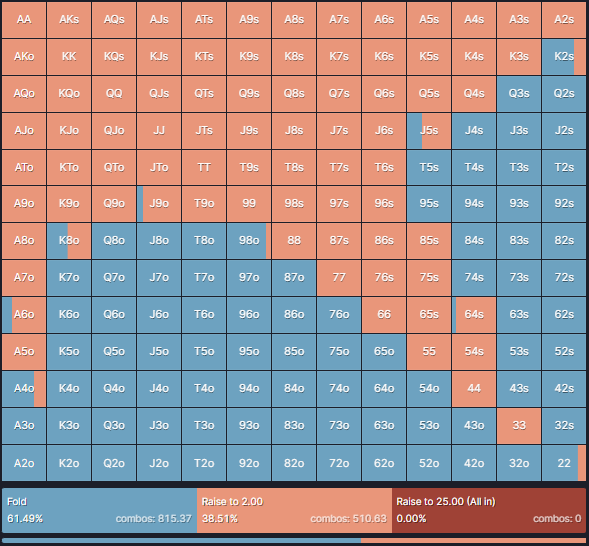 AA AKs AQs AJs ATs A9s A8s A7s A6s A5s A4s A3s A2s
AKo KK KQs KJs KTs K9s K8s K7s K6s K5s K4s K3s K2s
AQo KQo QQ QJs QTs Q9s Q8s Q7s Q6s Q5s Q4s Q3s Q2s
AJo KJo QJo JJ JTs J9s J8s J7s J6s J5s J4s J3s J2s
ATo KTo QTo JTo TT T9s T8s T7s T6s T5s T4s T3s T2s
A9o K9o Q9o J9o T9o 99 98s 97s 96s 95s 94s 93s 92s
A8o K8o Q8o J8o T8o 98o 88 87s 86s 85s 84s 83s 82s
A7o K7o Q7o J7o T7o 97o 87o 77 76s 75s 74s 73s 72s
A6o K6o Q6o J6o T6o 96o 86o 76o 66 65s 64s 63s 62s
A5o K5o Q5o J5o T5o 95o 85o 75o 65o 55 54s 53s 52s
A4o K4o Q4o J4o T4o 94o 84o 74o 64o 54o 44 43s 42s
A3o K3o Q3o J3o T3o 93o 83o 73o 63o 53o 43o 33 32s
A2o K2o Q2o J2o T2o 92o 82o 72o 62o 52o 42o 32o 22
Fold Raise to 2.00 Raise to 25.00 (All in)
61.49% combos: 815.37 38.51% combos: 510.63 0.00% combos: 0